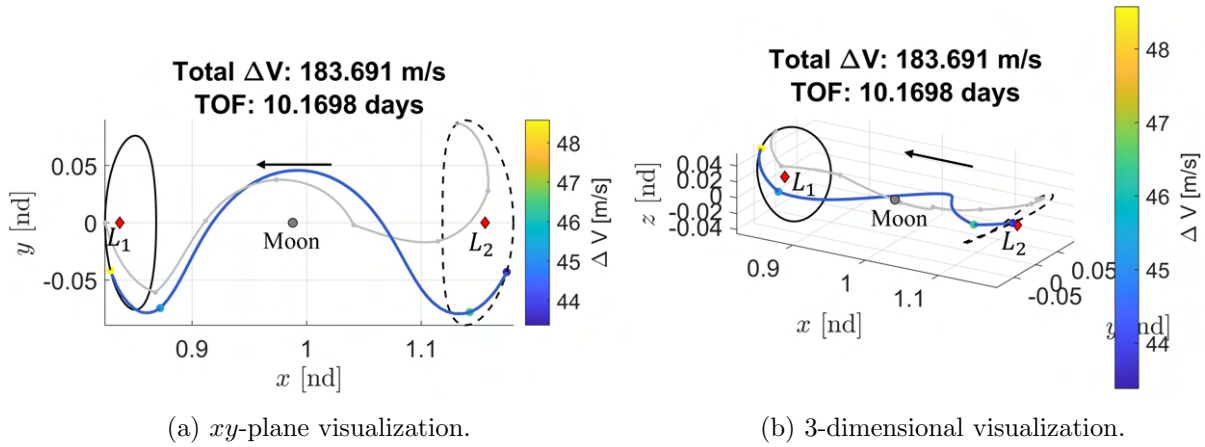 Total ΔV: 183.691 m/s
TOF: 10.1698 days
0.05
0
-0.05
y [nd]
L₁
Moon
L₂
0.9
1
1.1
x [nd]
48
47
46
45
44
Δ V [m/s]
(a) xy-plane visualization.
Total ΔV: 183.691 m/s
TOF: 10.1698 days
0.04
0.02
0
-0.02
-0.04
z [nd]
L₁
Moon
L₂
0.9
1
1.1
x [nd]
0.05
0
-0.05
y [nd]
48
47
46
45
44
Δ V [m/s]
(b) 3-dimensional visualization.